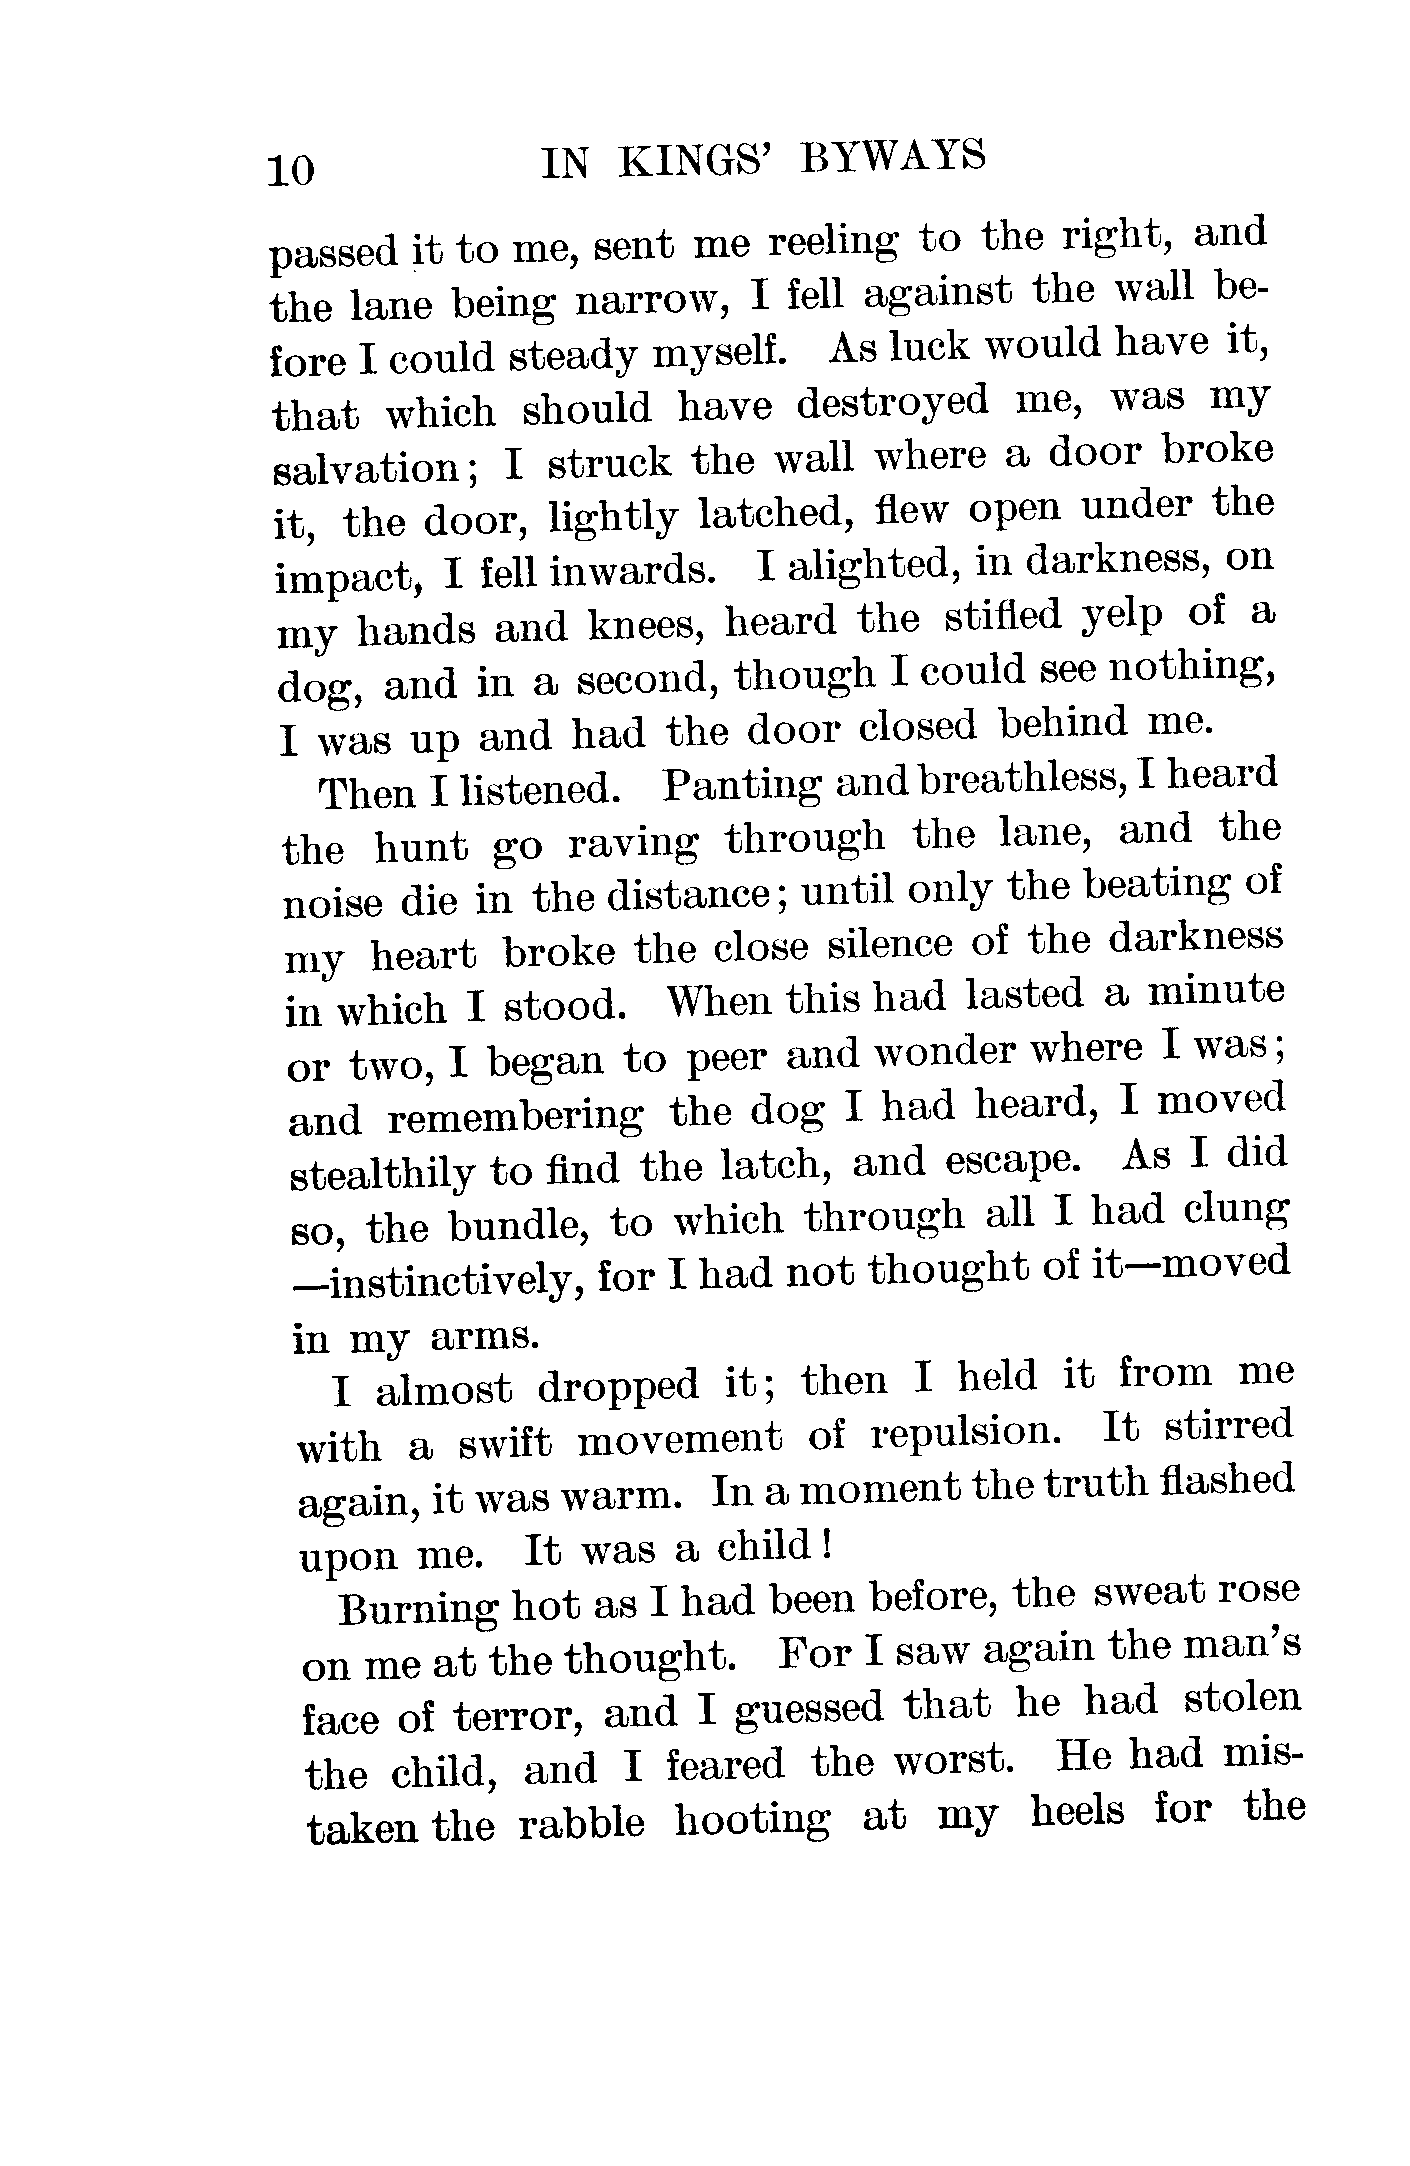 10 IN KINGS' BYWAYS
passed it to me, sent me reeling to the right, and
the lane being narrow, I fell against the wall be-
fore I could steady myself. As luck would have it,
that which should have destroyed me, was my
salvation; I struck the wall where a door broke
it, the door, lightly latched, flew open under the
impact, I fell inwards. I alighted, in darkness, on
my hands and knees, heard the stifled yelp of a
dog, and in a second, though I could see nothing,
I was up and had the door closed behind me.
Then I listened. Panting and breathless, I heard
the hunt go raving through the lane, and the
noise die in the distance; until only the beating of
my heart broke the close silence of the darkness
in which I stood. When this had lasted a minute
or two, I began to peer and wonder where I was;
and remembering the dog I had heard, I moved
stealthily to find the latch, and escape. As I did
so, the bundle, to which through all I had clung
—instinctively, for I had not thought of it—moved
in my arms.
I almost dropped it; then I held it from me
with a swift movement of repulsion. It stirred
again, it was warm. In a moment the truth flashed
upon me. It was a child!
Burning hot as I had been before, the sweat rose
on me at the thought. For I saw again the man's
face of terror, and I guessed that he had stolen
the child, and I feared the worst. He had mis-
taken the rabble hooting at my heels for the